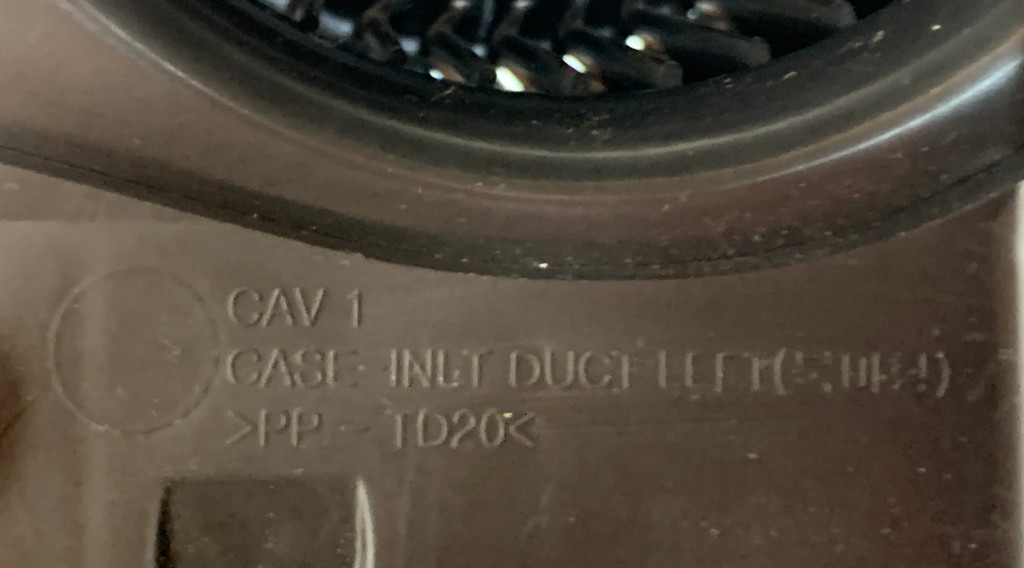 CAV 1
CASE INLT DUCT LEFT
>PP - TD20<